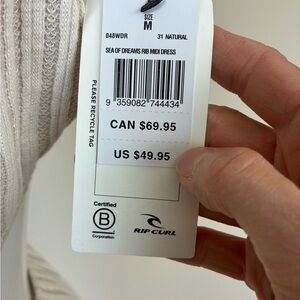 SIZE
M
048WDR 31 NATURAL
SEA OF DREAMS RIB MIDI DRESS
9 359082 744434
CAN $69.95
US $49.95
PLEASE RECYCLE TAG
Certified
B
Corporation
RIP CURL